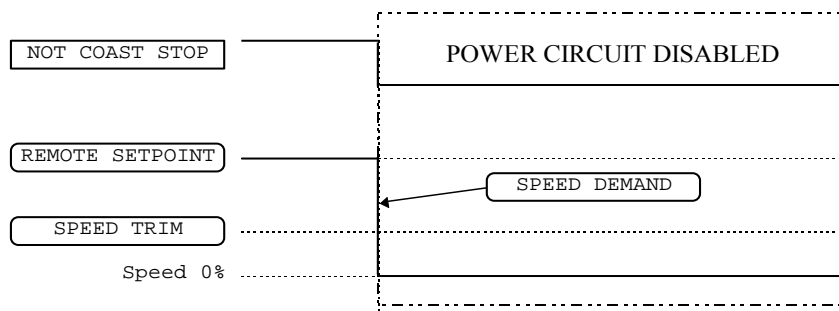 NOT COAST STOP
POWER CIRCUIT DISABLED
REMOTE SETPOINT
SPEED DEMAND
SPEED TRIM
Speed 0%